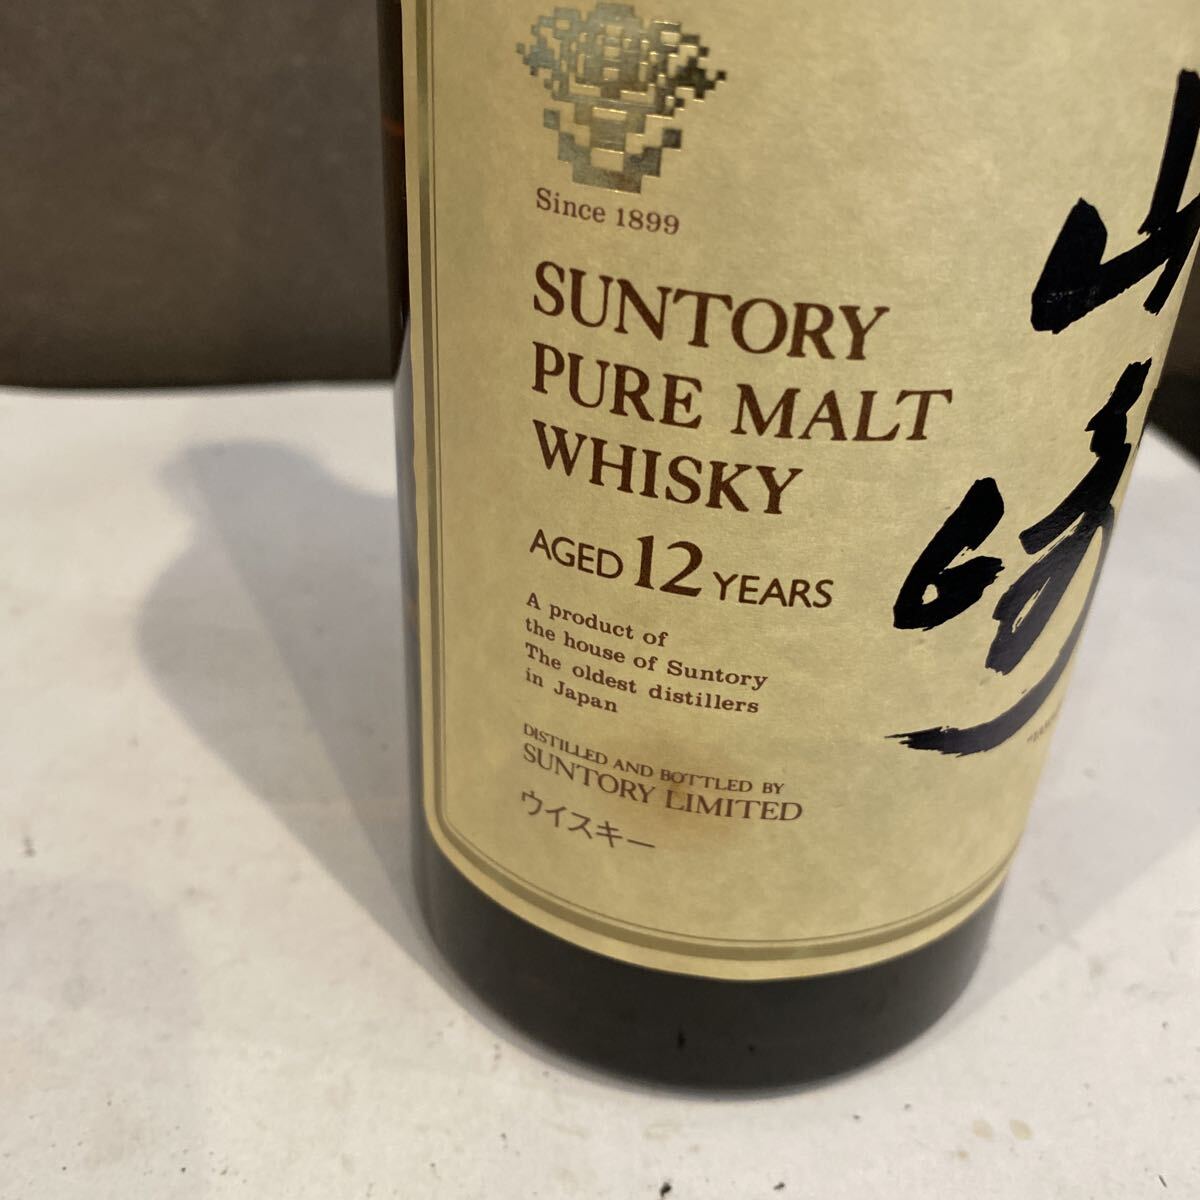 Since 1899
SUNTORY
PURE MALT
WHISKY
AGED 12 YEARS
A product of
the house of Suntory
The oldest distillers
in Japan
DISTILLED AND BOTTLED BY
SUNTORY LIMITED
ウイスキー
山崎